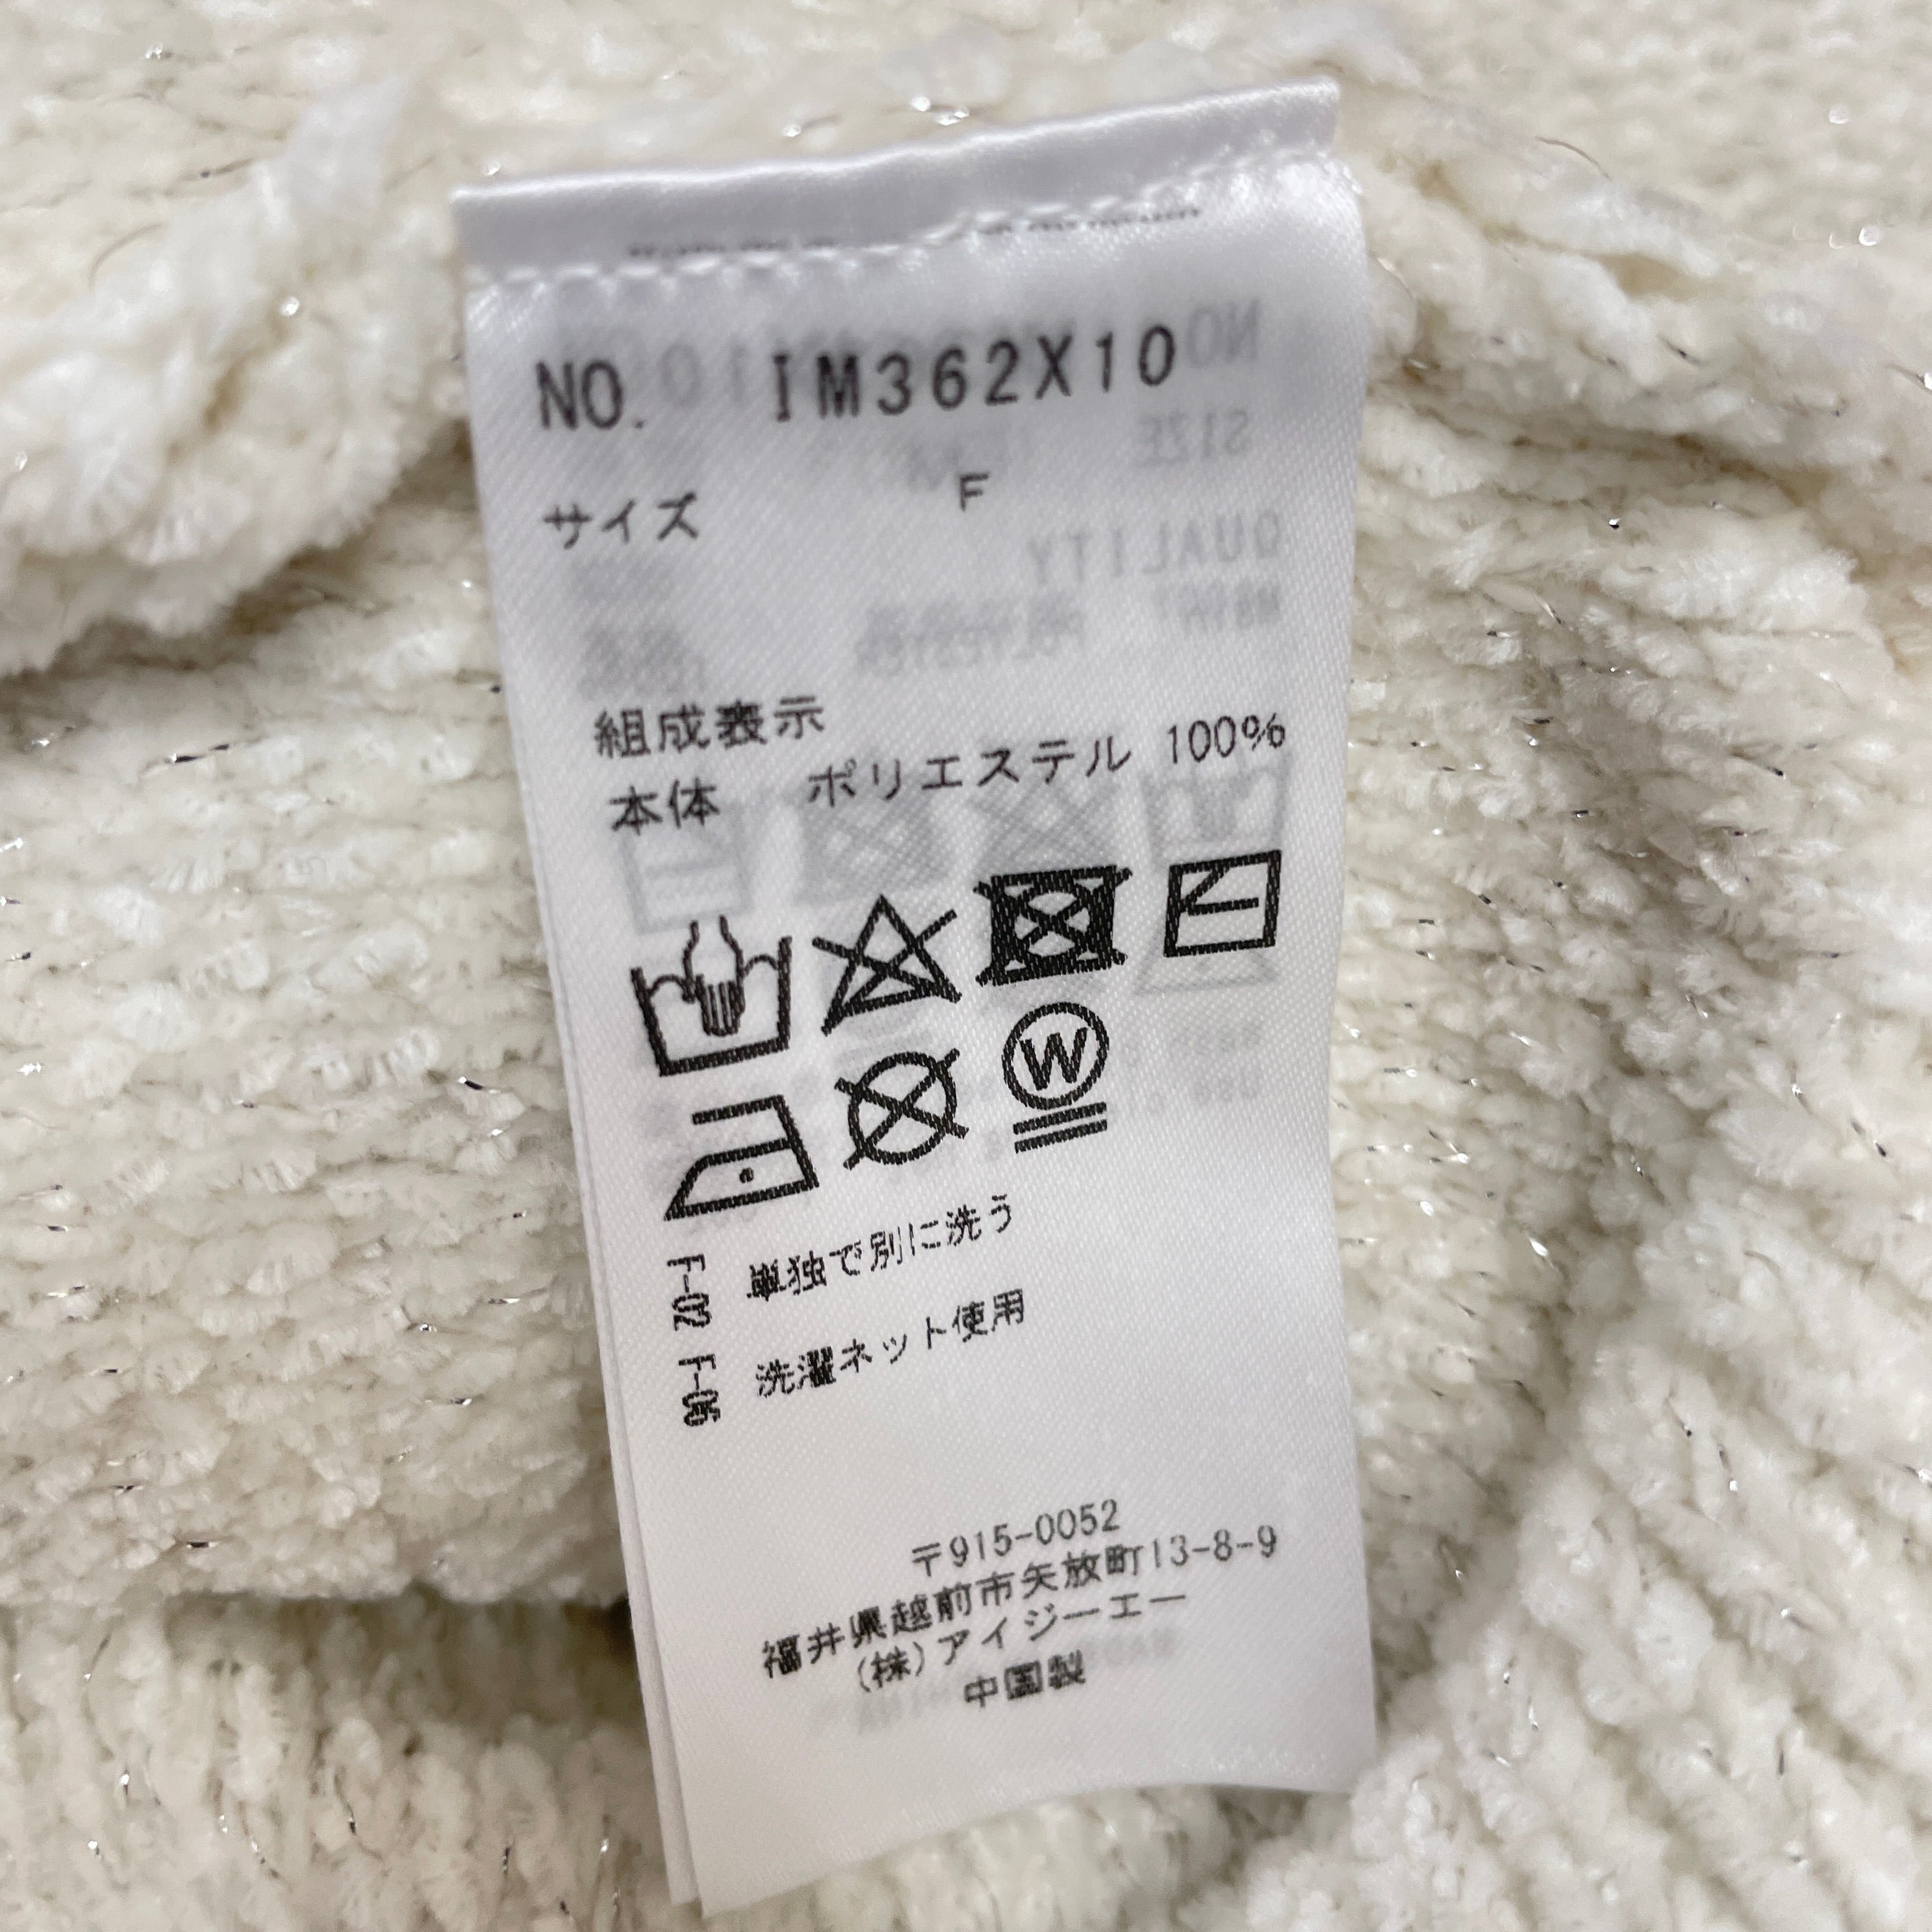 NO. IM362X10
サイズ F
組成表示
本体 ポリエステル 100%
W
F-02 単独で別に洗う
F-06 洗濯ネット使用
〒915-0052
福井県越前市矢放町13-8-9
(株)アイジーエー
中国製